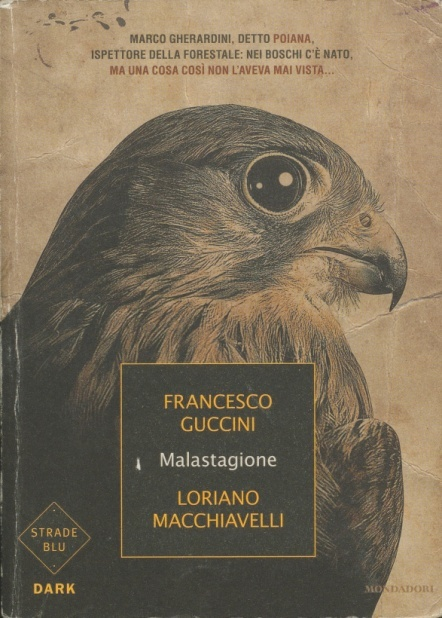 MARCO GHERARDINI, DETTO POIANA,
ISPETTORE DELLA FORESTALE: NEI BOSCHI C'È NATO,
MA UNA COSA COSÌ NON L'AVEVA MAI VISTA...
FRANCESCO
GUCCINI
Malastagione
LORIANO
MACCHIAVELLI
STRADE
BLU
DARK
MONDADORI